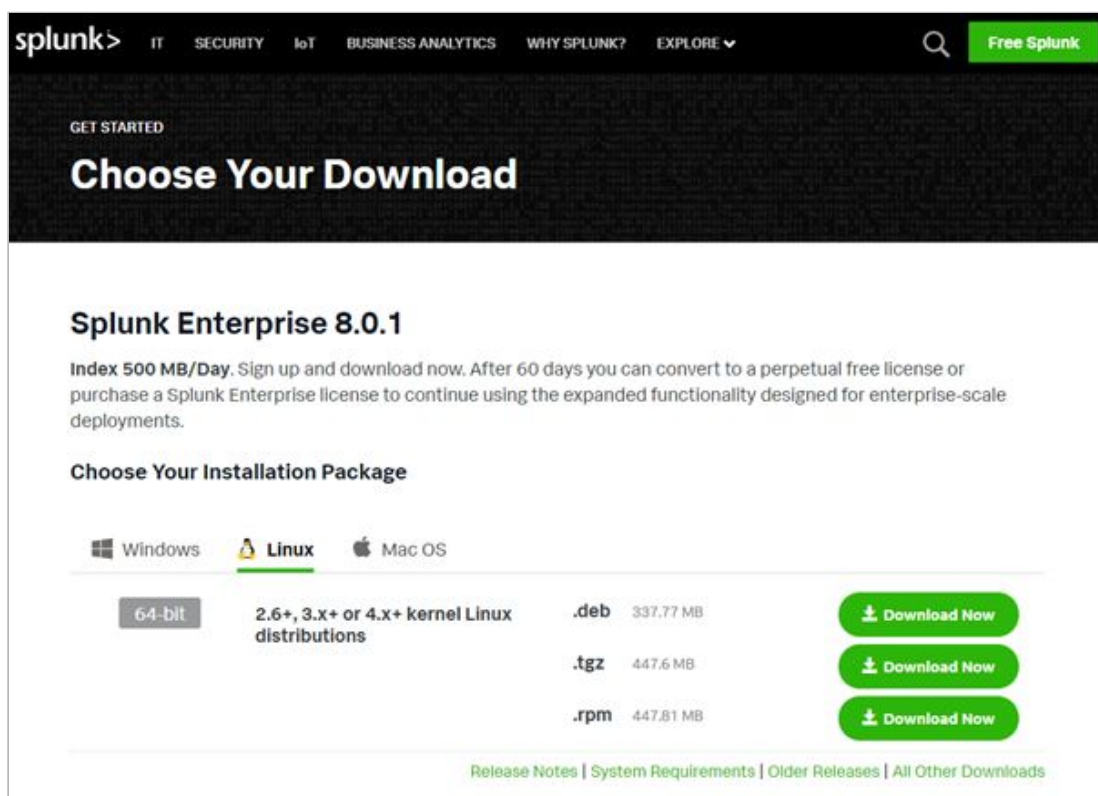 splunk> IT SECURITY IoT BUSINESS ANALYTICS WHY SPLUNK? EXPLORE Free Splunk
GET STARTED
Choose Your Download
Splunk Enterprise 8.0.1
Index 500 MB/Day. Sign up and download now. After 60 days you can convert to a perpetual free license or
purchase a Splunk Enterprise license to continue using the expanded functionality designed for enterprise-scale
deployments.
Choose Your Installation Package
Windows Linux Mac OS
64-bit 2.6+, 3.x+ or 4.x+ kernel Linux .deb 337.77 MB Download Now
distributions
.tgz 447.6 MB Download Now
.rpm 447.81 MB Download Now
Release Notes | System Requirements | Older Releases | All Other Downloads